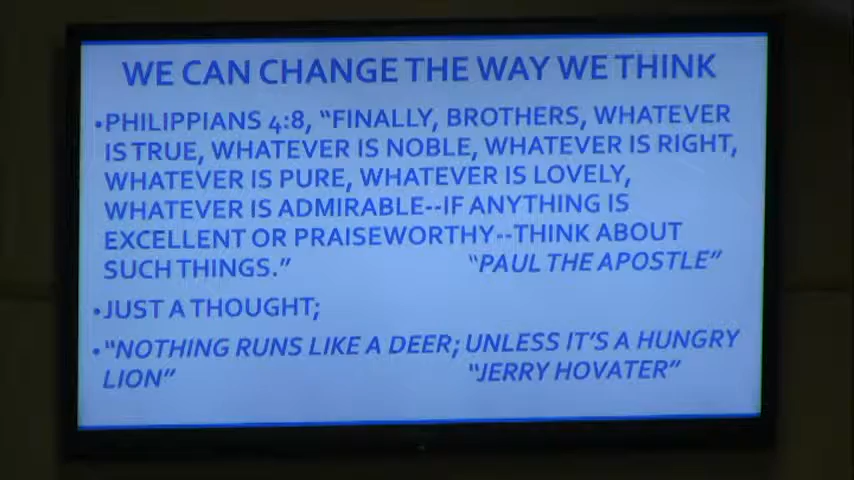 WE CAN CHANGE THE WAY WE THINK
•PHILIPPIANS 4:8, "FINALLY, BROTHERS, WHATEVER
IS TRUE, WHATEVER IS NOBLE, WHATEVER IS RIGHT,
WHATEVER IS PURE, WHATEVER IS LOVELY,
WHATEVER IS ADMIRABLE--IF ANYTHING IS
EXCELLENT OR PRAISEWORTHY--THINK ABOUT
SUCH THINGS." "PAUL THE APOSTLE"
•JUST A THOUGHT;
•"NOTHING RUNS LIKE A DEER; UNLESS IT'S A HUNGRY
LION" "JERRY HOVATER"